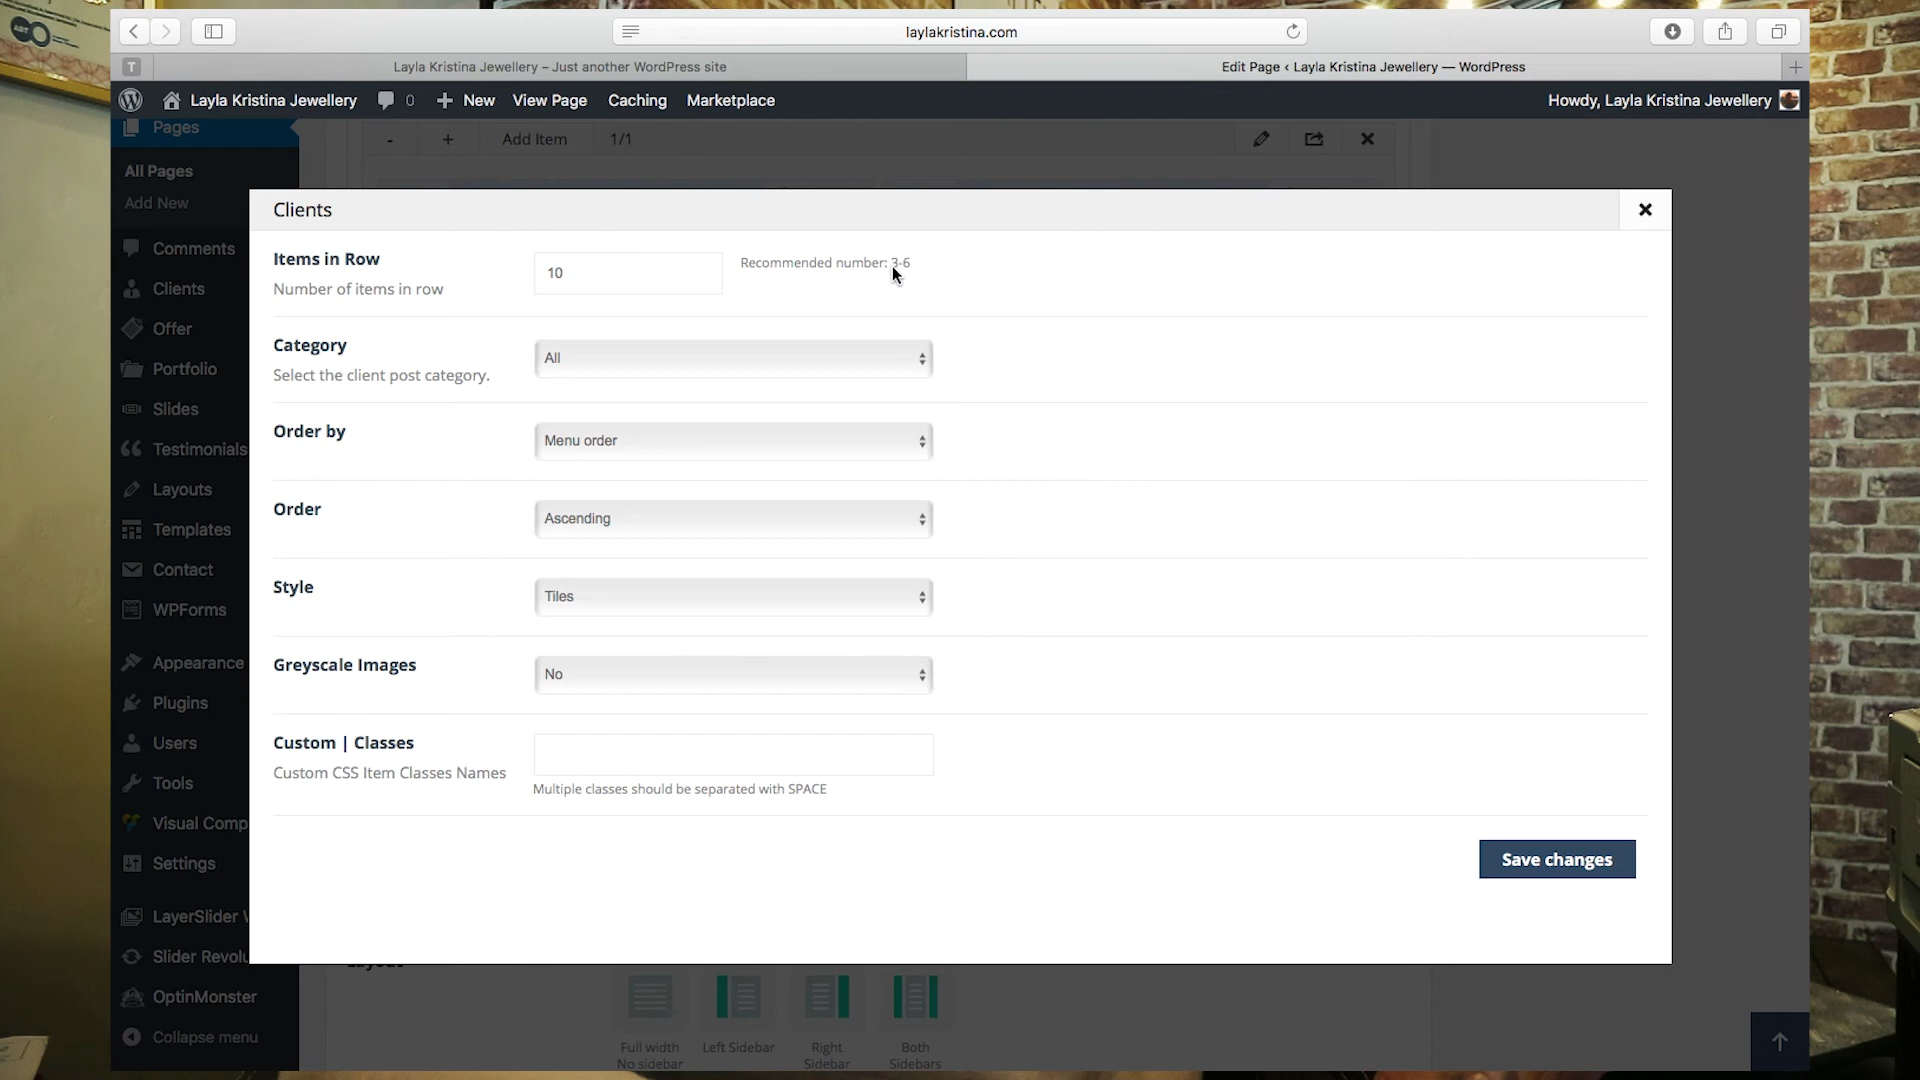 laylakristina.com
T
Layla Kristina Jewellery – Just another WordPress site
Edit Page ‹ Layla Kristina Jewellery — WordPress
Layla Kristina Jewellery
0
New
View Page
Caching
Marketplace
Howdy, Layla Kristina Jewellery
Pages
- + Add Item 1/1
All Pages
Add New
Comments
Clients
Offer
Portfolio
Slides
Testimonials
Layouts
Templates
Contact
WPForms
Appearance
Plugins
Users
Tools
Visual Comp
Settings
LayerSlider
Slider Revolu
OptinMonster
Collapse menu
Clients
Items in Row
Number of items in row
10
Recommended number: 3-6
Category
Select the client post category.
All
Order by
Menu order
Order
Ascending
Style
Tiles
Greyscale Images
No
Custom | Classes
Custom CSS Item Classes Names
Multiple classes should be separated with SPACE
Save changes
Full width
No sidebar
Left Sidebar
Right
Sidebar
Both
Sidebars